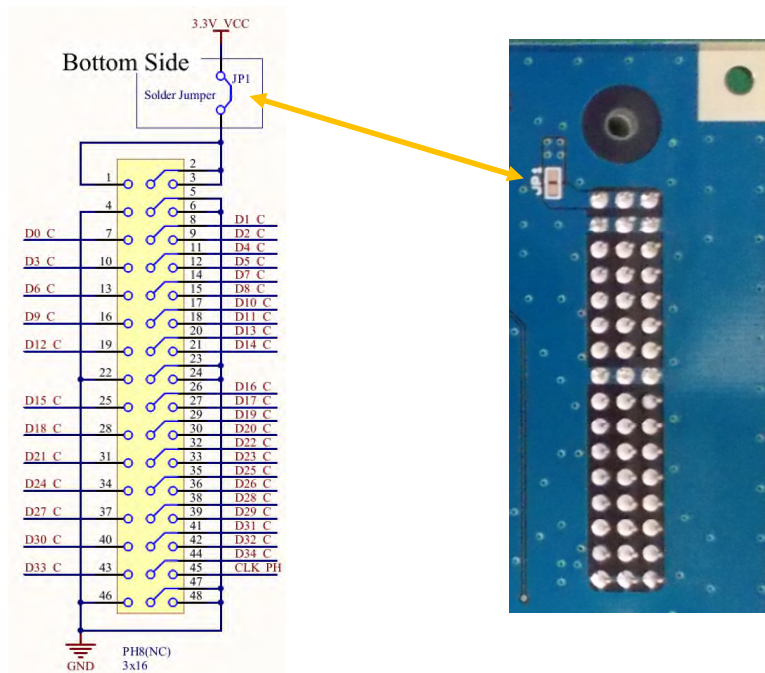 3.3V_VCC
Bottom Side
JP1
Solder Jumper
2
1 3
5
4 6
8 D1_C
D0_C 7 9 D2_C
11 D4_C
D3_C 10 12 D5_C
14 D7_C
D6_C 13 15 D8_C
17 D10_C
D9_C 16 18 D11_C
20 D13_C
D12_C 19 21 D14_C
23
22 24
26 D16_C
D15_C 25 27 D17_C
29 D19_C
D18_C 28 30 D20_C
32 D22_C
D21_C 31 33 D23_C
35 D25_C
D24_C 34 36 D26_C
38 D28_C
D27_C 37 39 D29_C
41 D31_C
D30_C 40 42 D32_C
44 D34_C
D33_C 43 45 CLK_PH
47
46 48
GND
PH8(NC)
3x16
JP1